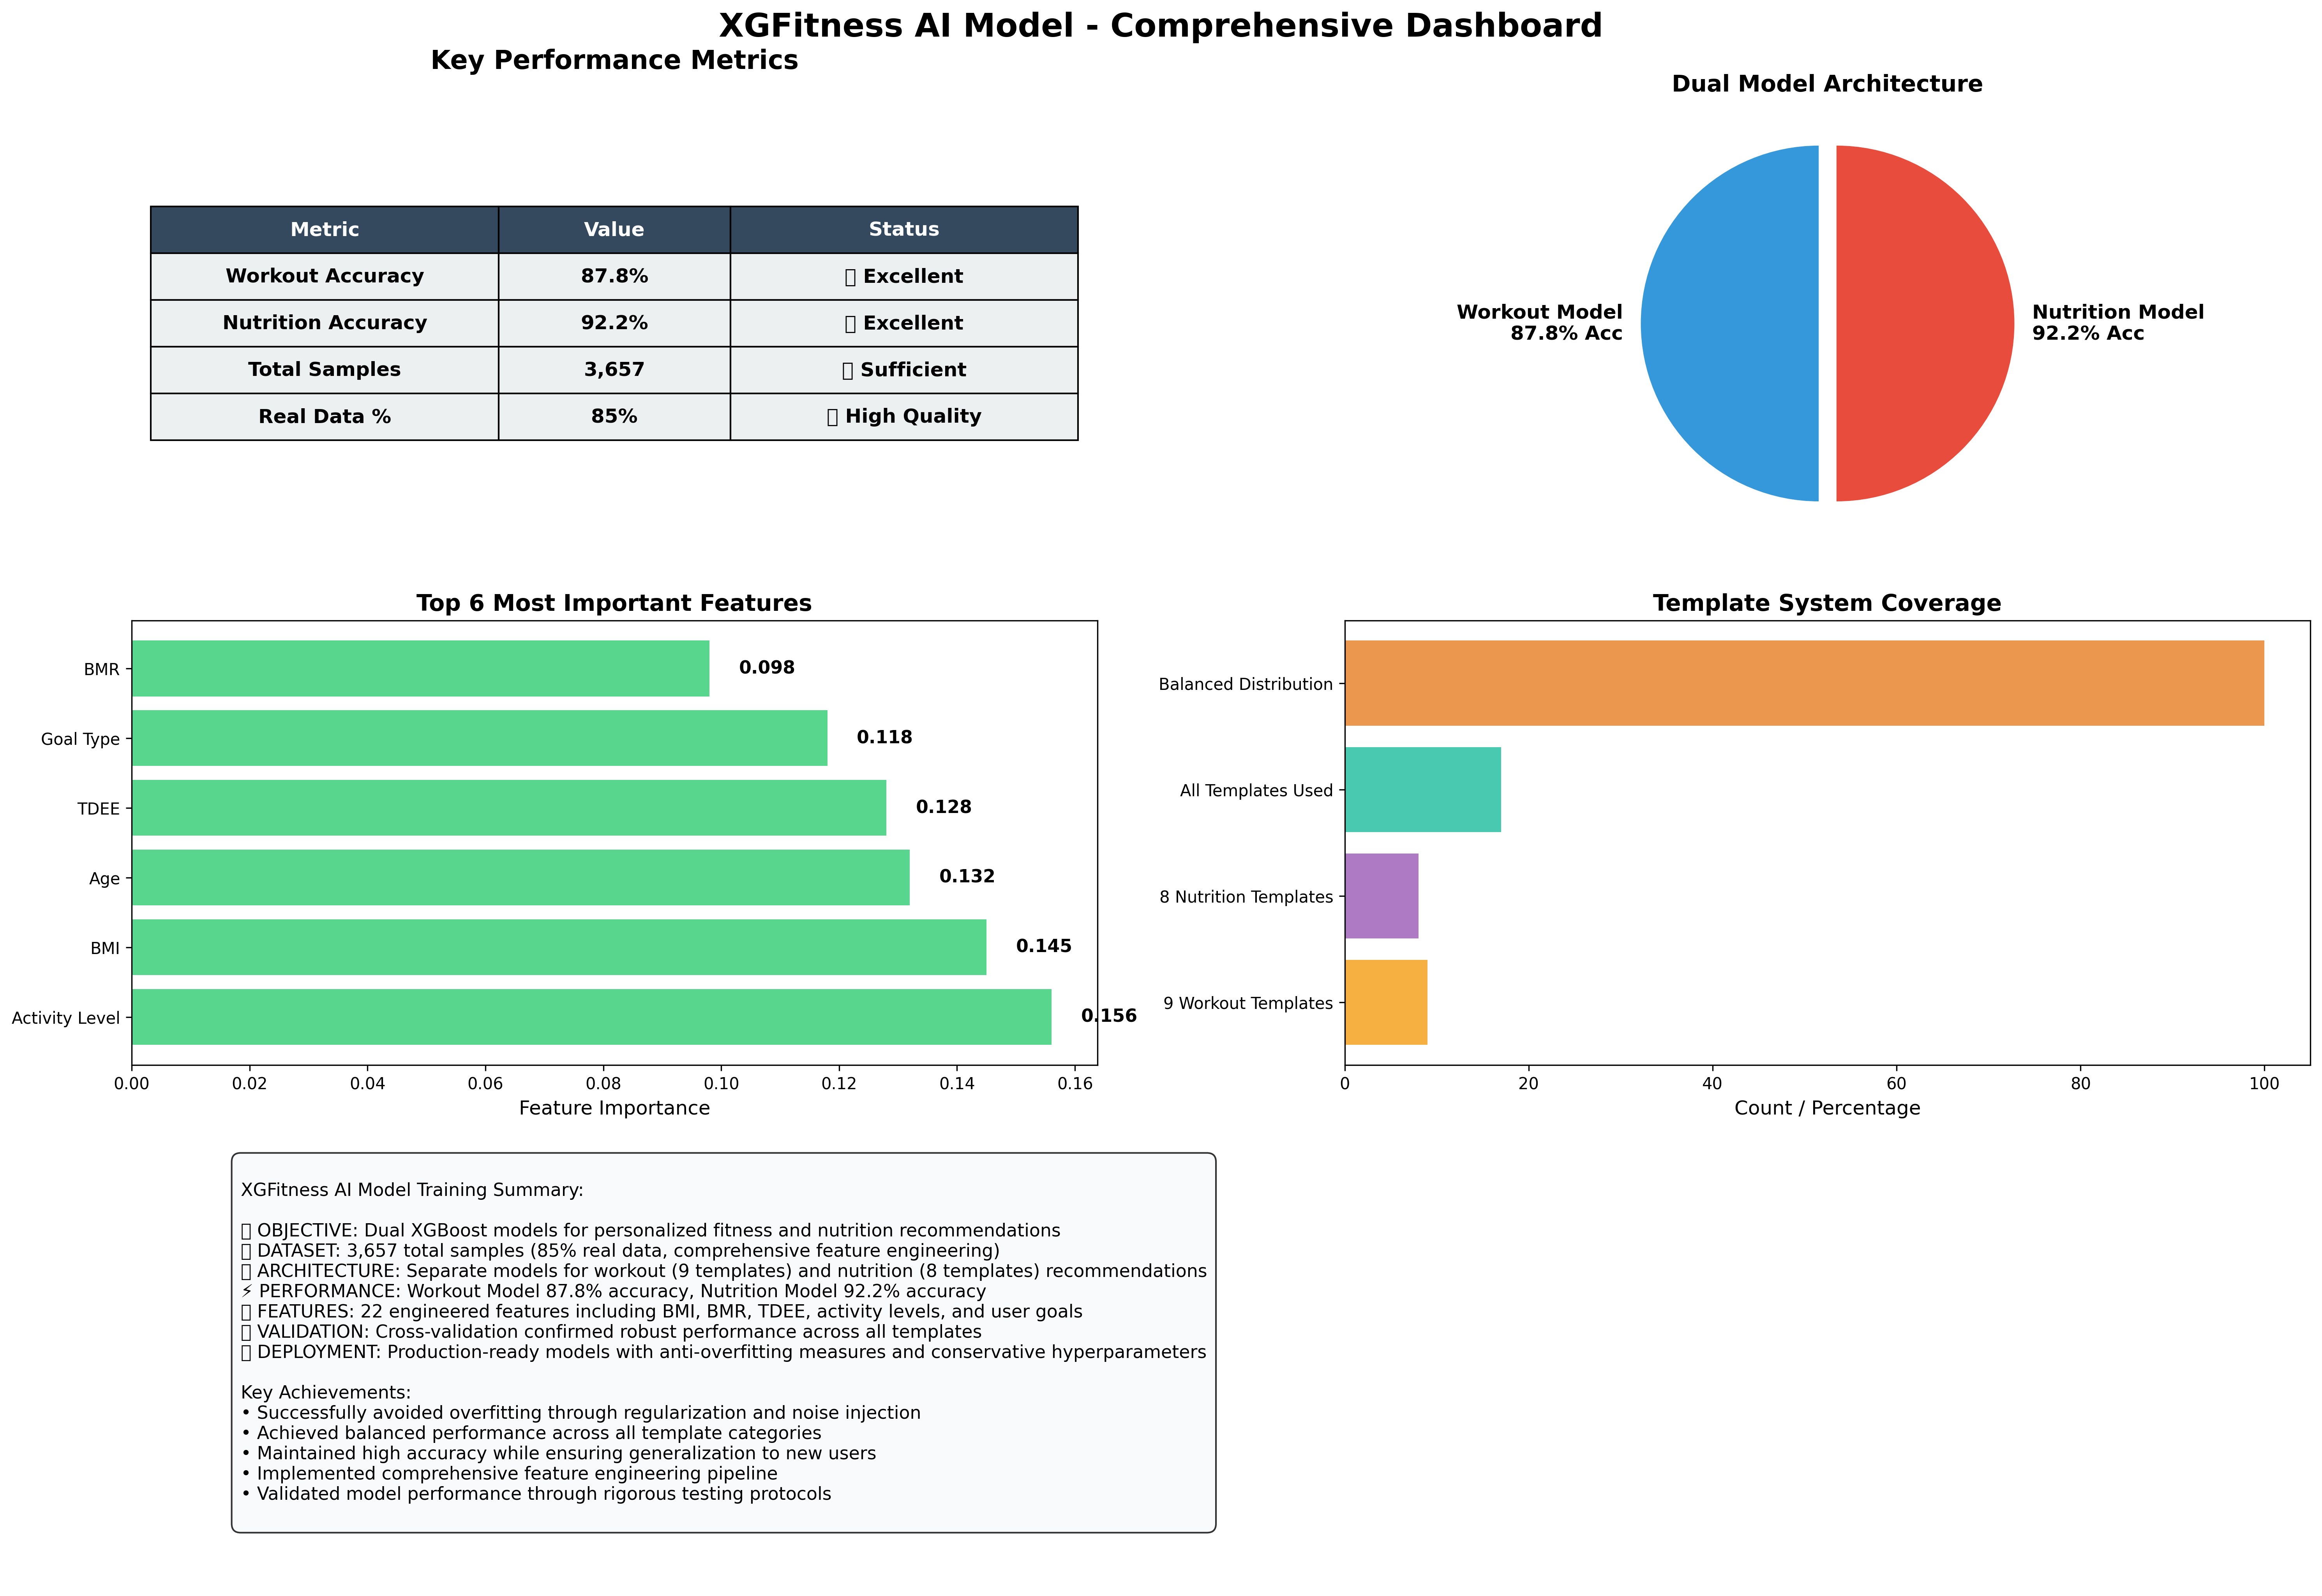 XGFitness AI Model - Comprehensive Dashboard
Key Performance Metrics
Metric Value Status
Workout Accuracy 87.8% ▯ Excellent
Nutrition Accuracy 92.2% ▯ Excellent
Total Samples 3,657 ▯ Sufficient
Real Data % 85% ▯ High Quality
Dual Model Architecture
Workout Model
87.8% Acc
Nutrition Model
92.2% Acc
Top 6 Most Important Features
BMR 0.098
Goal Type 0.118
TDEE 0.128
Age 0.132
BMI 0.145
Activity Level 0.156
0.00 0.02 0.04 0.06 0.08 0.10 0.12 0.14 0.16
Feature Importance
Template System Coverage
Balanced Distribution
All Templates Used
8 Nutrition Templates
9 Workout Templates
0 20 40 60 80 100
Count / Percentage
XGFitness AI Model Training Summary:
▯ OBJECTIVE: Dual XGBoost models for personalized fitness and nutrition recommendations
▯ DATASET: 3,657 total samples (85% real data, comprehensive feature engineering)
▯ ARCHITECTURE: Separate models for workout (9 templates) and nutrition (8 templates) recommendations
⚡ PERFORMANCE: Workout Model 87.8% accuracy, Nutrition Model 92.2% accuracy
▯ FEATURES: 22 engineered features including BMI, BMR, TDEE, activity levels, and user goals
▯ VALIDATION: Cross-validation confirmed robust performance across all templates
▯ DEPLOYMENT: Production-ready models with anti-overfitting measures and conservative hyperparameters
Key Achievements:
• Successfully avoided overfitting through regularization and noise injection
• Achieved balanced performance across all template categories
• Maintained high accuracy while ensuring generalization to new users
• Implemented comprehensive feature engineering pipeline
• Validated model performance through rigorous testing protocols